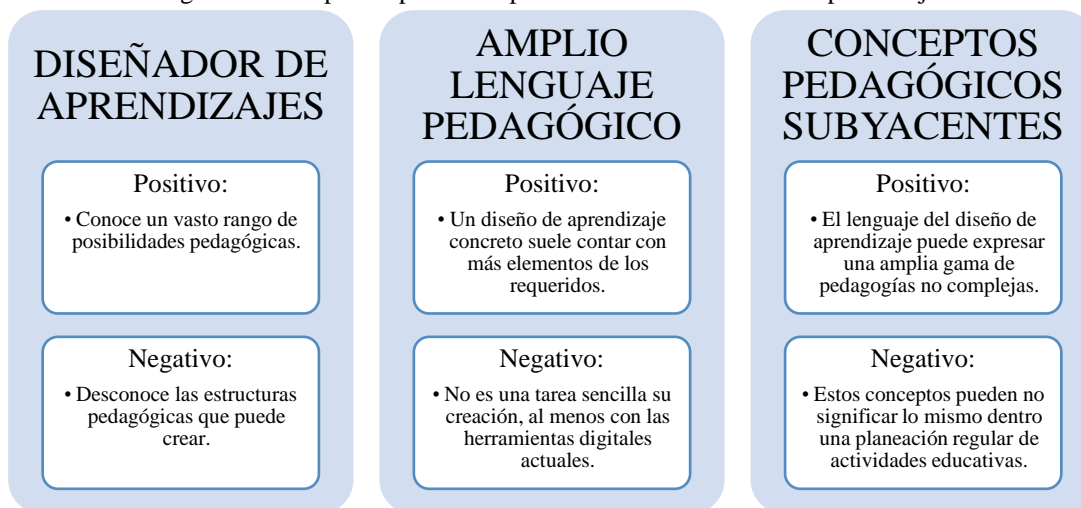 DISEÑADOR DE
APRENDIZAJES
Positivo:
• Conoce un vasto rango de
posibilidades pedagógicas.
Negativo:
• Desconoce las estructuras
pedagógicas que puede
crear.
AMPLIO
LENGUAJE
PEDAGÓGICO
Positivo:
• Un diseño de aprendizaje
concreto suele contar con
más elementos de los
requeridos.
Negativo:
• No es una tarea sencilla su
creación, al menos con las
herramientas digitales
actuales.
CONCEPTOS
PEDAGÓGICOS
SUBYACENTES
Positivo:
• El lenguaje del diseño de
aprendizaje puede expresar
una amplia gama de
pedagogías no complejas.
Negativo:
• Estos conceptos pueden no
significar lo mismo dentro
una planeación regular de
actividades educativas.